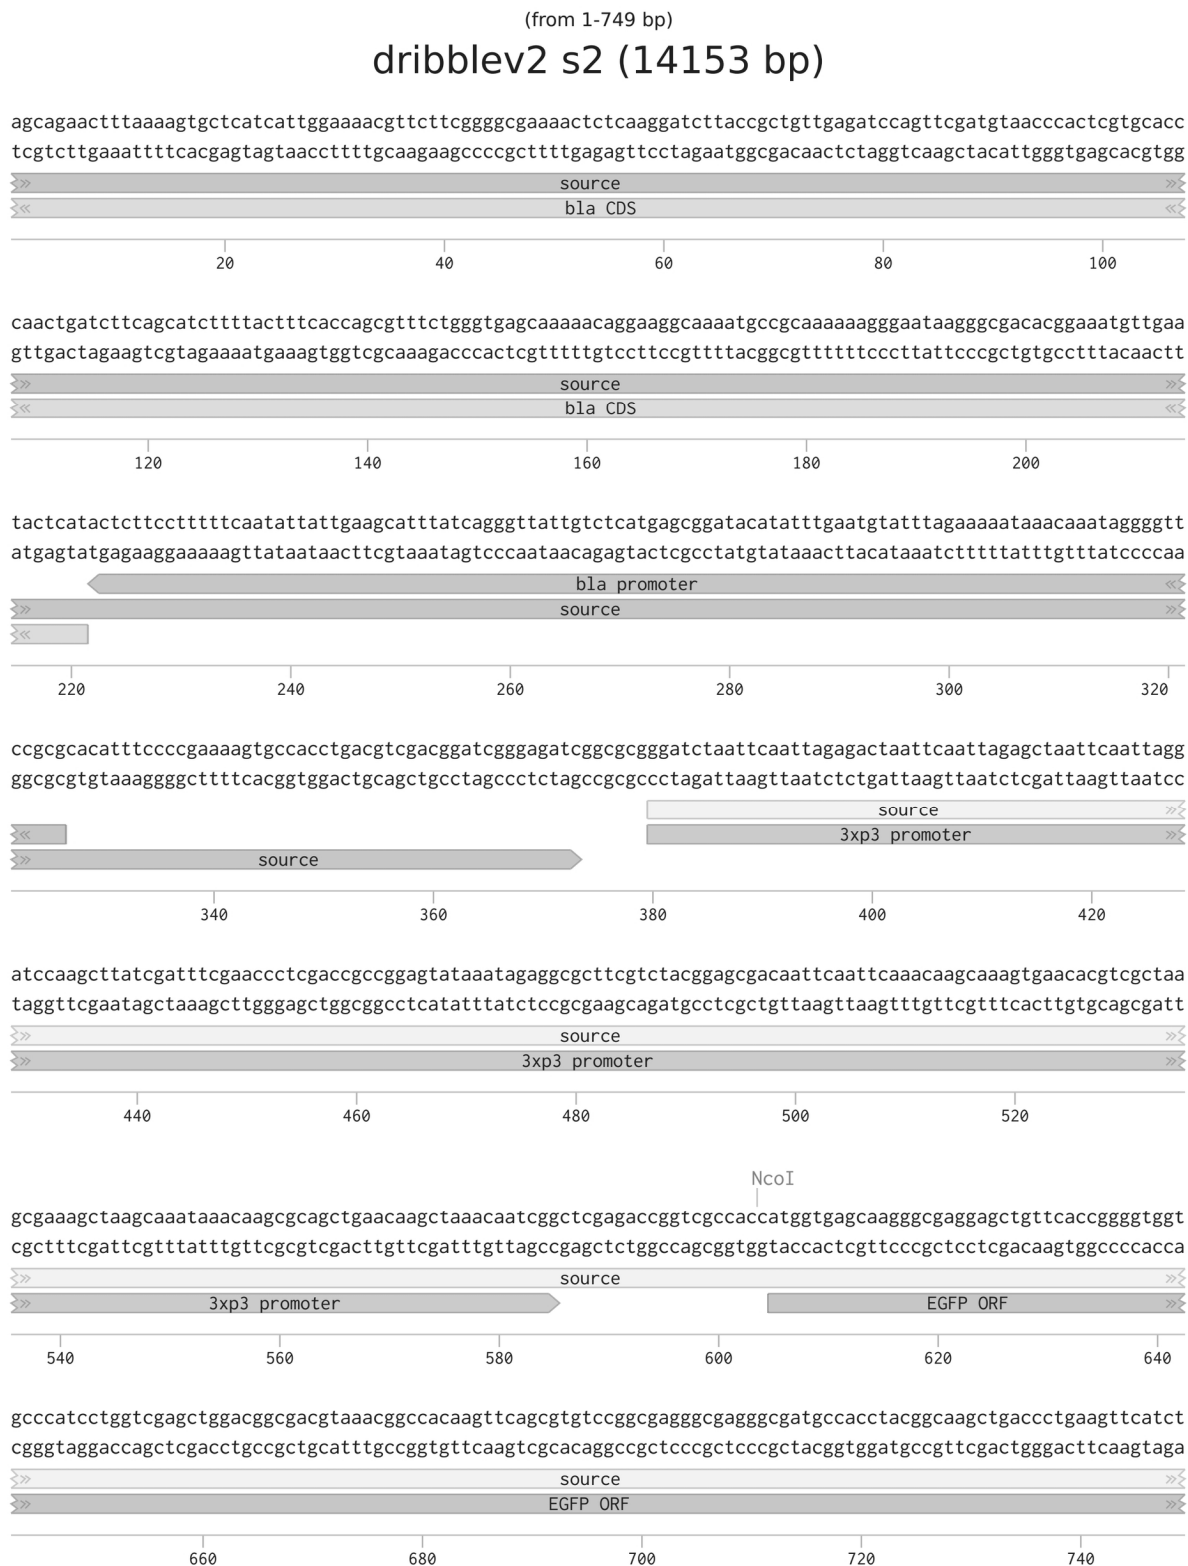 (from 1-749 bp)
dribblev2 s2 (14153 bp)
agcagaactttaaaagtgctcatcattggaaaacgttcttcggggcgaaaactctcaaggatcttaccgctgttgagatccagttcgatgtaacccactcgtgcacc
tcgtcttgaaattttcacgagtagtaaccttttgcaagaagccccgcttttgagagttcctagaatggcgacaactctaggtcaagctacattgggtgagcacgtgg
source
bla CDS
20 40 60 80 100
caactgatcttcagcatcttttactttcaccagcgtttctgggtgagcaaaaacaggaaggcaaaatgccgcaaaaaagggaataagggcgacacggaaatgttgaa
gttgactagaagtcgtagaaaatgaaagtggtcgcaaagacccactcgtttttgtccttccgttttacggcgttttttcccttattcccgctgtgcctttacaactt
source
bla CDS
120 140 160 180 200
tactcatactcttcctttttcaatattattgaagcatttatcagggttattgtctcatgagcggatacatatttgaatgtatttagaaaaataaacaaataggggtt
atgagtatgagaaggaaaaagttataataacttcgtaaatagtcccaataacagagtactcgcctatgtataaacttacataaatctttttatttgtttatccccaa
bla promoter
source
220 240 260 280 300 320
ccgcgcacatttccccgaaaagtgccacctgacgtcgacggatcgggagatcggcgcgggatctaattcaattagagactaattcaattagagctaattcaattagg
ggcgcgtgtaaaggggcttttcacggtggactgcagctgcctagccctctagccgcgccctagattaagttaatctctgattaagttaatctcgattaagttaatcc
source
3xp3 promoter
source
340 360 380 400 420
atccaagcttatcgatttcgaaccctcgaccgccggagtataaatagaggcgcttcgtctacggagcgacaattcaattcaaacaagcaaagtgaacacgtcgctaa
taggttcgaatagctaaagcttgggagctggcggcctcatatttatctccgcgaagcagatgcctcgctgttaagttaagtttgttcgtttcacttgtgcagcgatt
source
3xp3 promoter
440 460 480 500 520
NcoI
gcgaaagctaagcaaataaacaagcgcagctgaacaagctaaacaatcggctcgagaccggtcgccaccatggtgagcaagggcgaggagctgttcaccggggtggt
cgctttcgattcgtttatttgttcgcgtcgacttgttcgatttgttagccgagctctggccagcggtggtaccactcgttcccgctcctcgacaagtggccccacca
source
3xp3 promoter EGFP ORF
540 560 580 600 620 640
gcccatcctggtcgagctggacggcgacgtaaacggccacaagttcagcgtgtccggcgagggcgagggcgatgccacctacggcaagctgaccctgaagttcatct
cgggtaggaccagctcgacctgccgctgcatttgccggtgttcaagtcgcacaggccgctcccgctcccgctacggtggatgccgttcgactgggacttcaagtaga
source
EGFP ORF
660 680 700 720 740